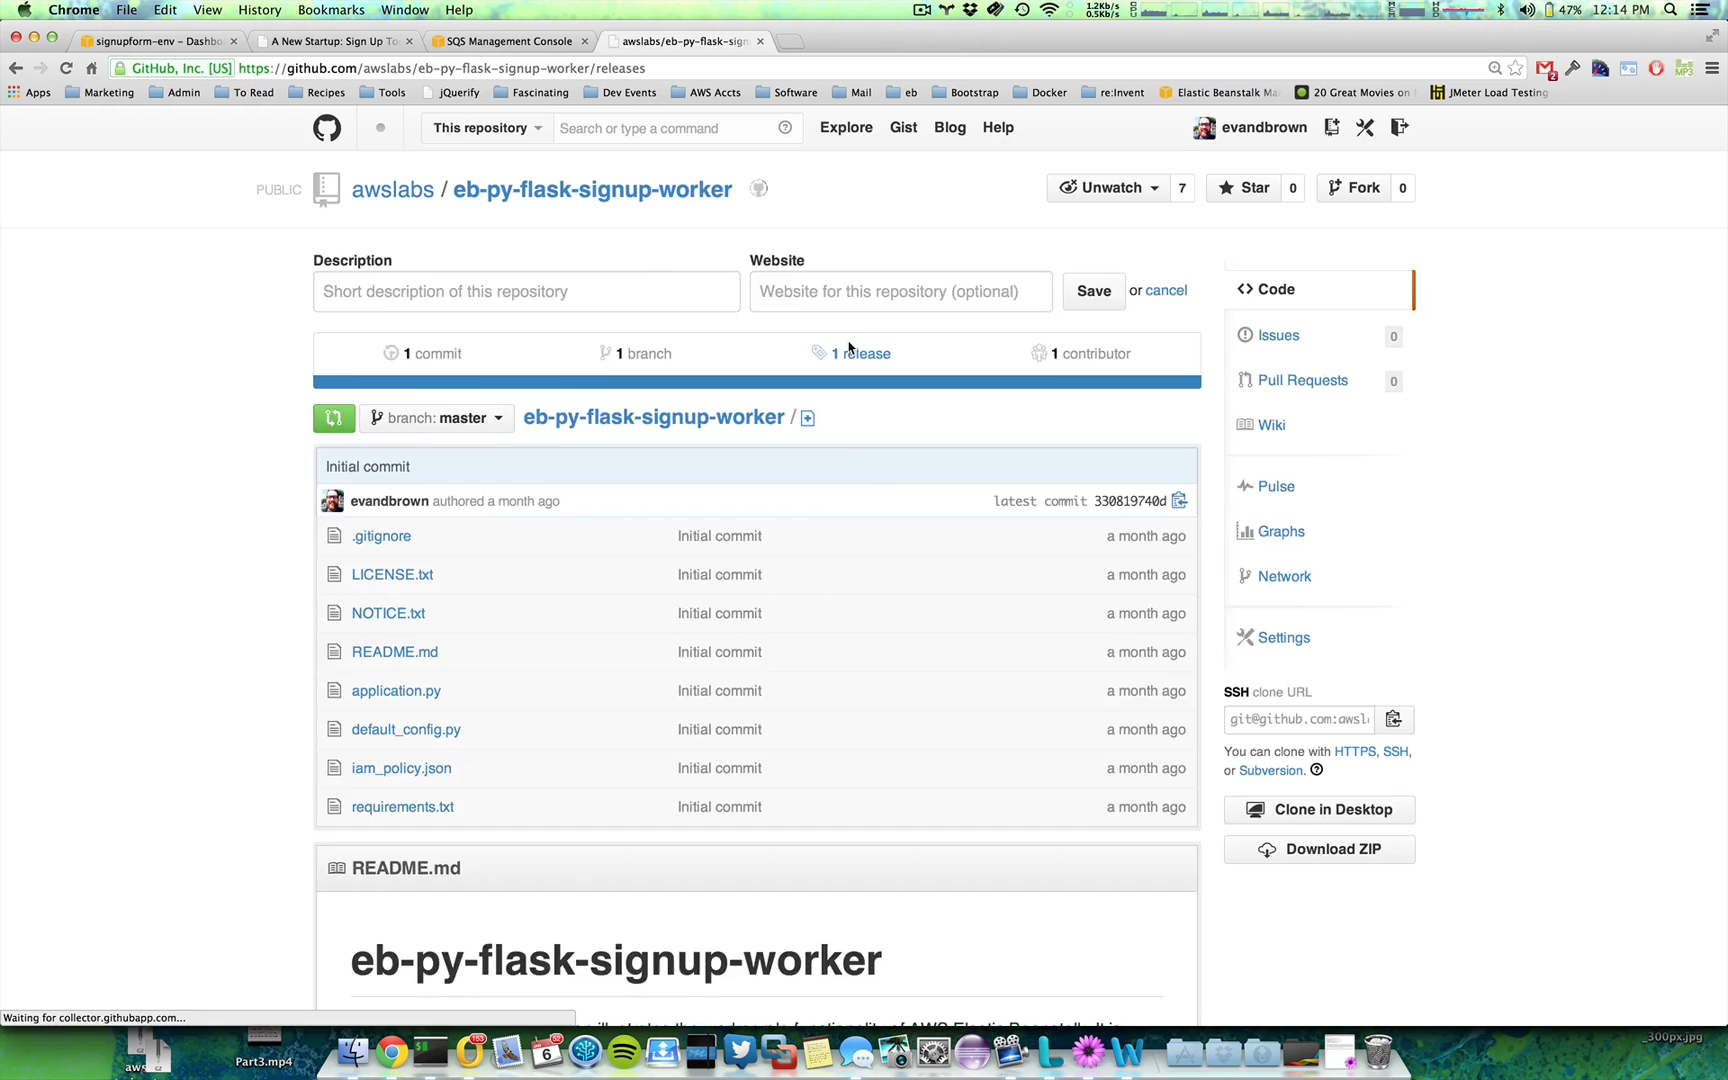 Chrome File Edit View History Bookmarks Window Help 1.2Kb/s 0.5Kb/s 47% 12:14 PM
signupform-env – Dashbo A New Startup: Sign Up To SQS Management Console awslabs/eb-py-flask-sign
GitHub, Inc. [US] https://github.com/awslabs/eb-py-flask-signup-worker/releases
Apps Marketing Admin To Read Recipes Tools jQuerify Fascinating Dev Events AWS Accts Software Mail eb Bootstrap Docker re:Invent Elastic Beanstalk Ma 20 Great Movies on JMeter Load Testing
This repository Search or type a command Explore Gist Blog Help evandbrown
PUBLIC awslabs / eb-py-flask-signup-worker Unwatch 7 Star 0 Fork 0
Description Website
Short description of this repository Website for this repository (optional) Save or cancel
1 commit 1 branch 1 release 1 contributor
branch: master eb-py-flask-signup-worker /
Initial commit
evandbrown authored a month ago latest commit 330819740d
.gitignore Initial commit a month ago
LICENSE.txt Initial commit a month ago
NOTICE.txt Initial commit a month ago
README.md Initial commit a month ago
application.py Initial commit a month ago
default_config.py Initial commit a month ago
iam_policy.json Initial commit a month ago
requirements.txt Initial commit a month ago
README.md
eb-py-flask-signup-worker
Code
Issues 0
Pull Requests 0
Wiki
Pulse
Graphs
Network
Settings
SSH clone URL
git@github.com:awsl
You can clone with HTTPS, SSH,
or Subversion.
Clone in Desktop
Download ZIP
Waiting for collector.githubapp.com...
aws Part3.mp4 153 6 _300px.jpg